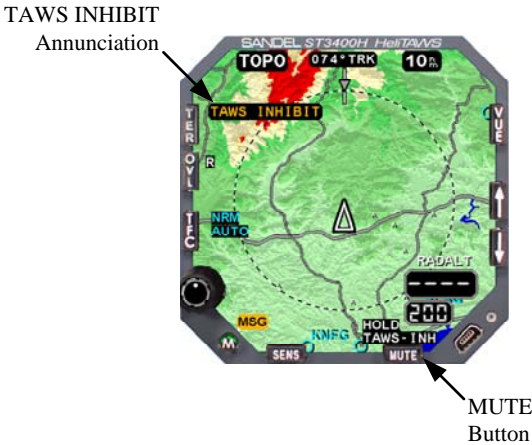 TAWS INHIBIT
Annunciation
SANDEL ST3400H HeliTAWS
TOPO 074°TRK 10nm
TAWS INHIBIT
TER
VUE
OVL
R
TFC
NRM
AUTO
RADALT
----
200
MSG
HOLD
KNFG TAWS-INH
M
SENS
MUTE
MUTE
Button